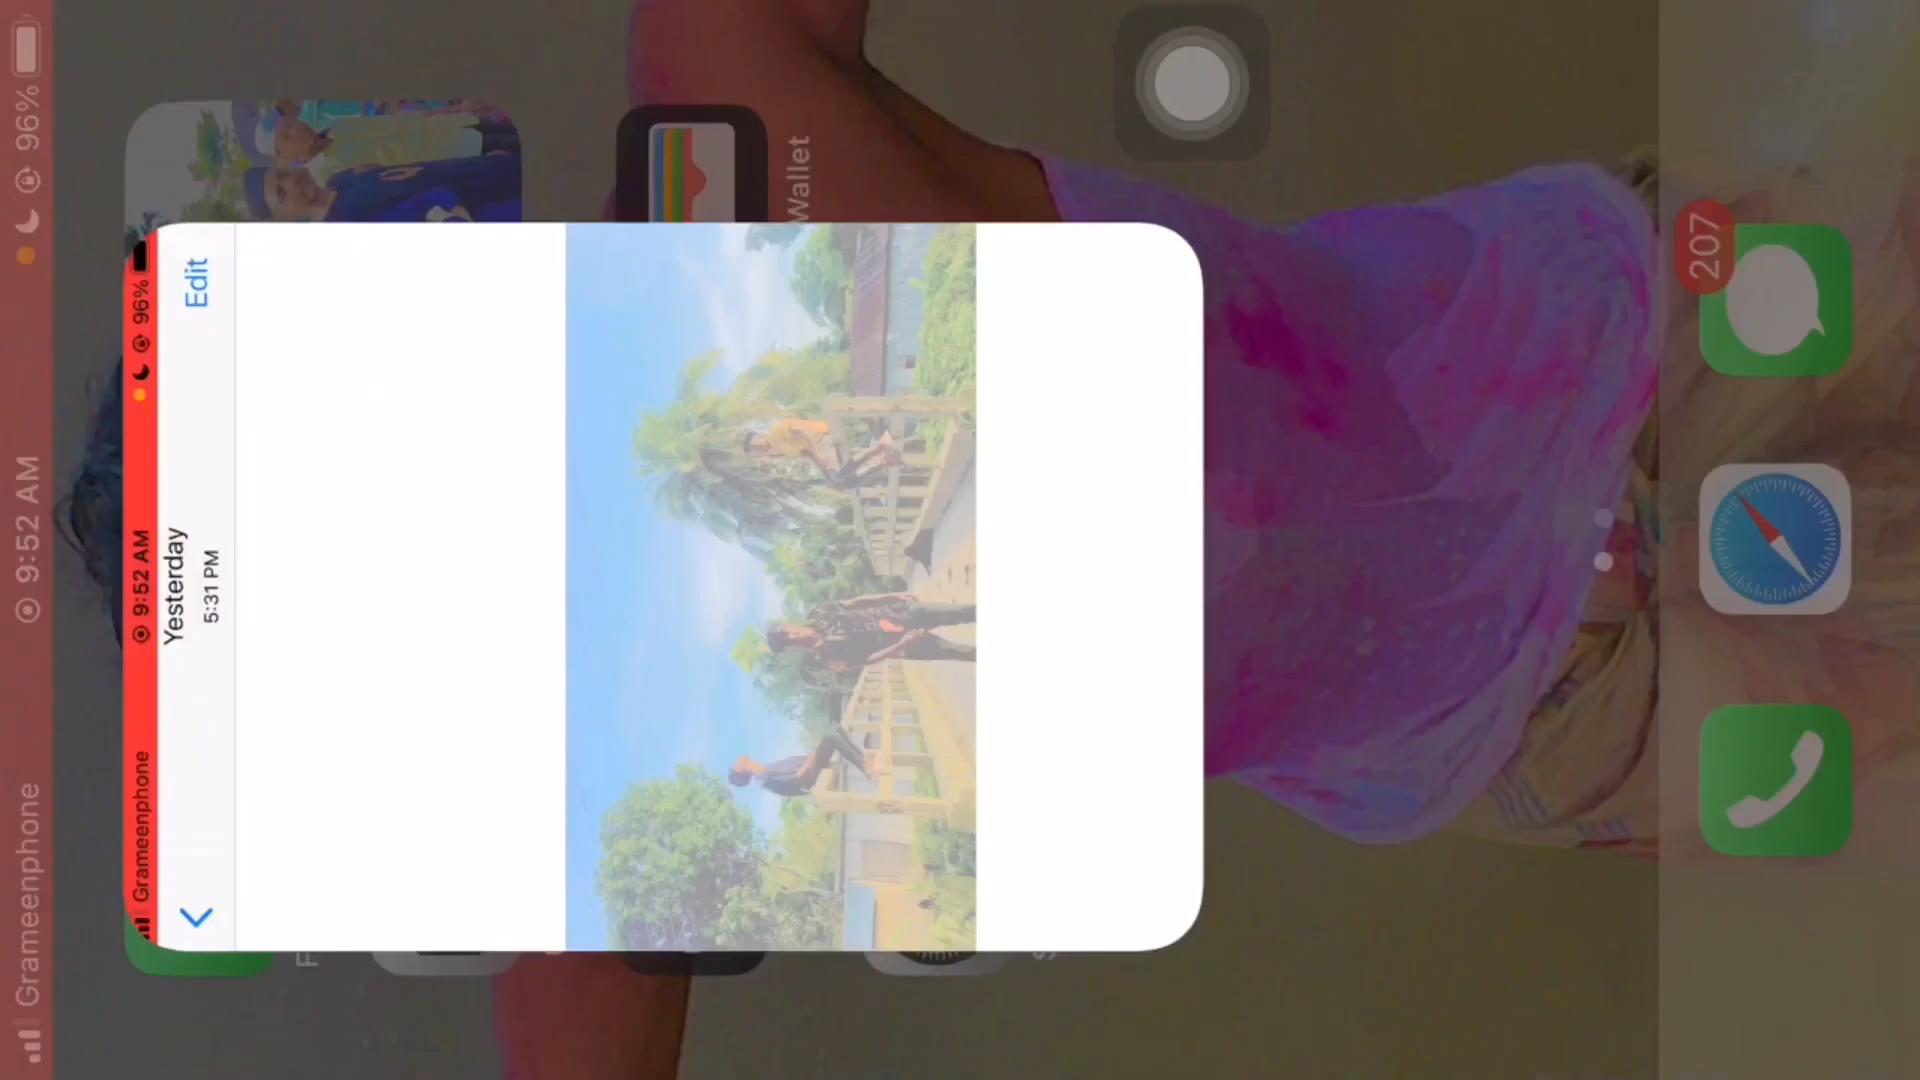 Grameenphone 9:52 AM 96%
Wallet
Grameenphone 9:52 AM 96%
Yesterday
5:31 PM
Edit
F
S
207